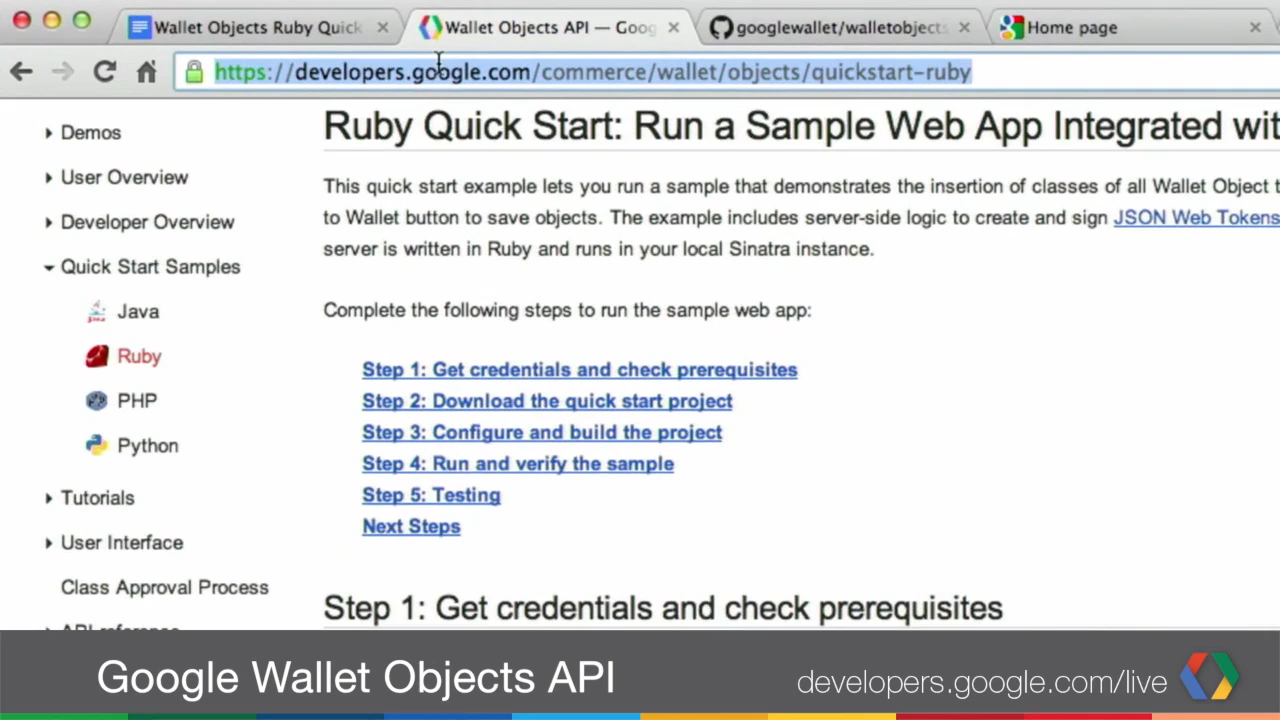 Wallet Objects Ruby Quick
Wallet Objects API — Goog
googlewallet/walletobjects
Home page
https://developers.google.com/commerce/wallet/objects/quickstart-ruby
Demos
User Overview
Developer Overview
Quick Start Samples
Java
Ruby
PHP
Python
Tutorials
User Interface
Class Approval Process
API reference
Ruby Quick Start: Run a Sample Web App Integrated wit
This quick start example lets you run a sample that demonstrates the insertion of classes of all Wallet Object t
to Wallet button to save objects. The example includes server-side logic to create and sign JSON Web Tokens
server is written in Ruby and runs in your local Sinatra instance.
Complete the following steps to run the sample web app:
Step 1: Get credentials and check prerequisites
Step 2: Download the quick start project
Step 3: Configure and build the project
Step 4: Run and verify the sample
Step 5: Testing
Next Steps
Step 1: Get credentials and check prerequisites
Google Wallet Objects API
developers.google.com/live